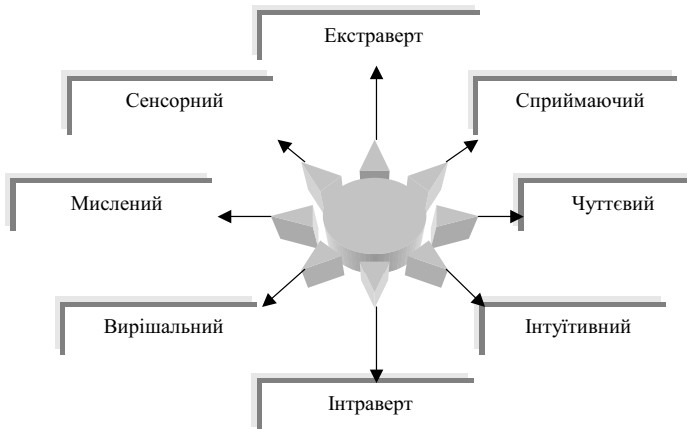 Екстраверт
Сенсорний
Сприймаючий
Мислений
Чуттєвий
Вирішальний
Інтуїтивний
Інтраверт